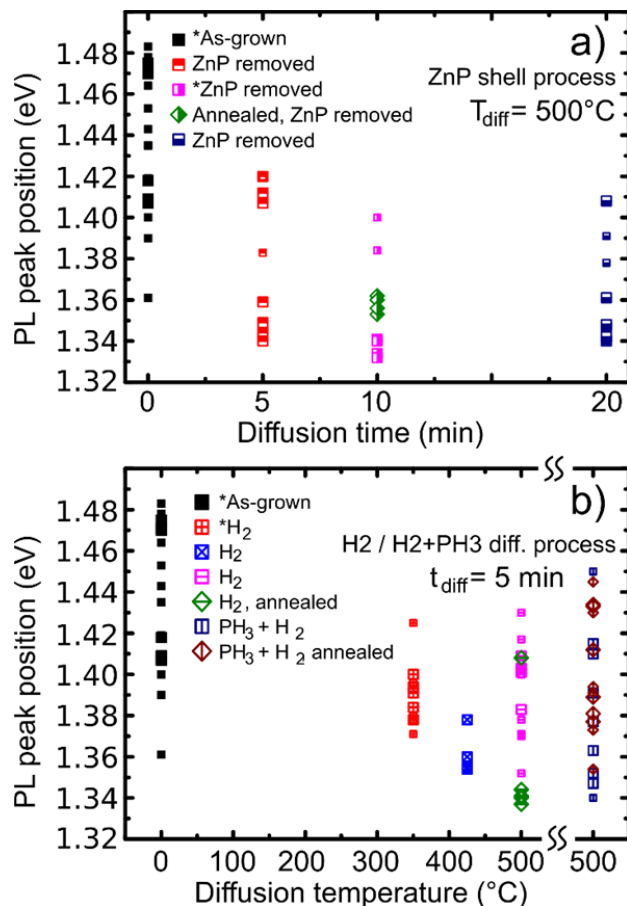 a)
*As-grown
ZnP removed
*ZnP removed
Annealed, ZnP removed
ZnP removed
ZnP shell process
Tdiff= 500°C
PL peak position (eV)
1.48
1.46
1.44
1.42
1.40
1.38
1.36
1.34
1.32
0 5 10 20
Diffusion time (min)
b)
*As-grown
*H2
H2
H2
H2, annealed
PH3 + H2
PH3 + H2 annealed
H2 / H2+PH3 diff. process
tdiff= 5 min
PL peak position (eV)
1.48
1.46
1.44
1.42
1.40
1.38
1.36
1.34
1.32
0 50 100 200 300 400 500 500
Diffusion temperature (°C)